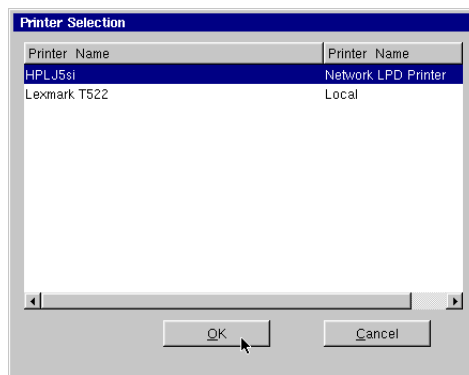 Printer Selection
Printer Name Printer Name
HPLJ5si Network LPD Printer
Lexmark T522 Local
OK Cancel